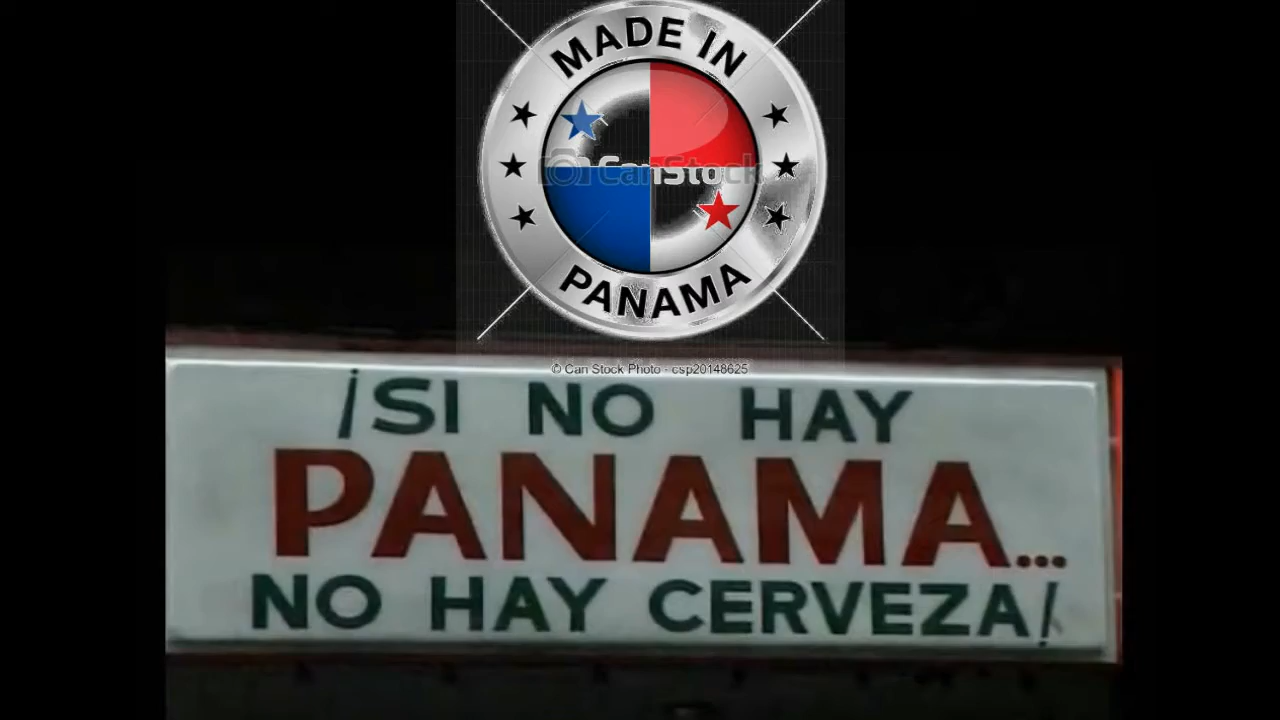 MADE IN
CanStock
PANAMA
© Can Stock Photo - csp20148625
¡SI NO HAY
PANAMA...
NO HAY CERVEZA!